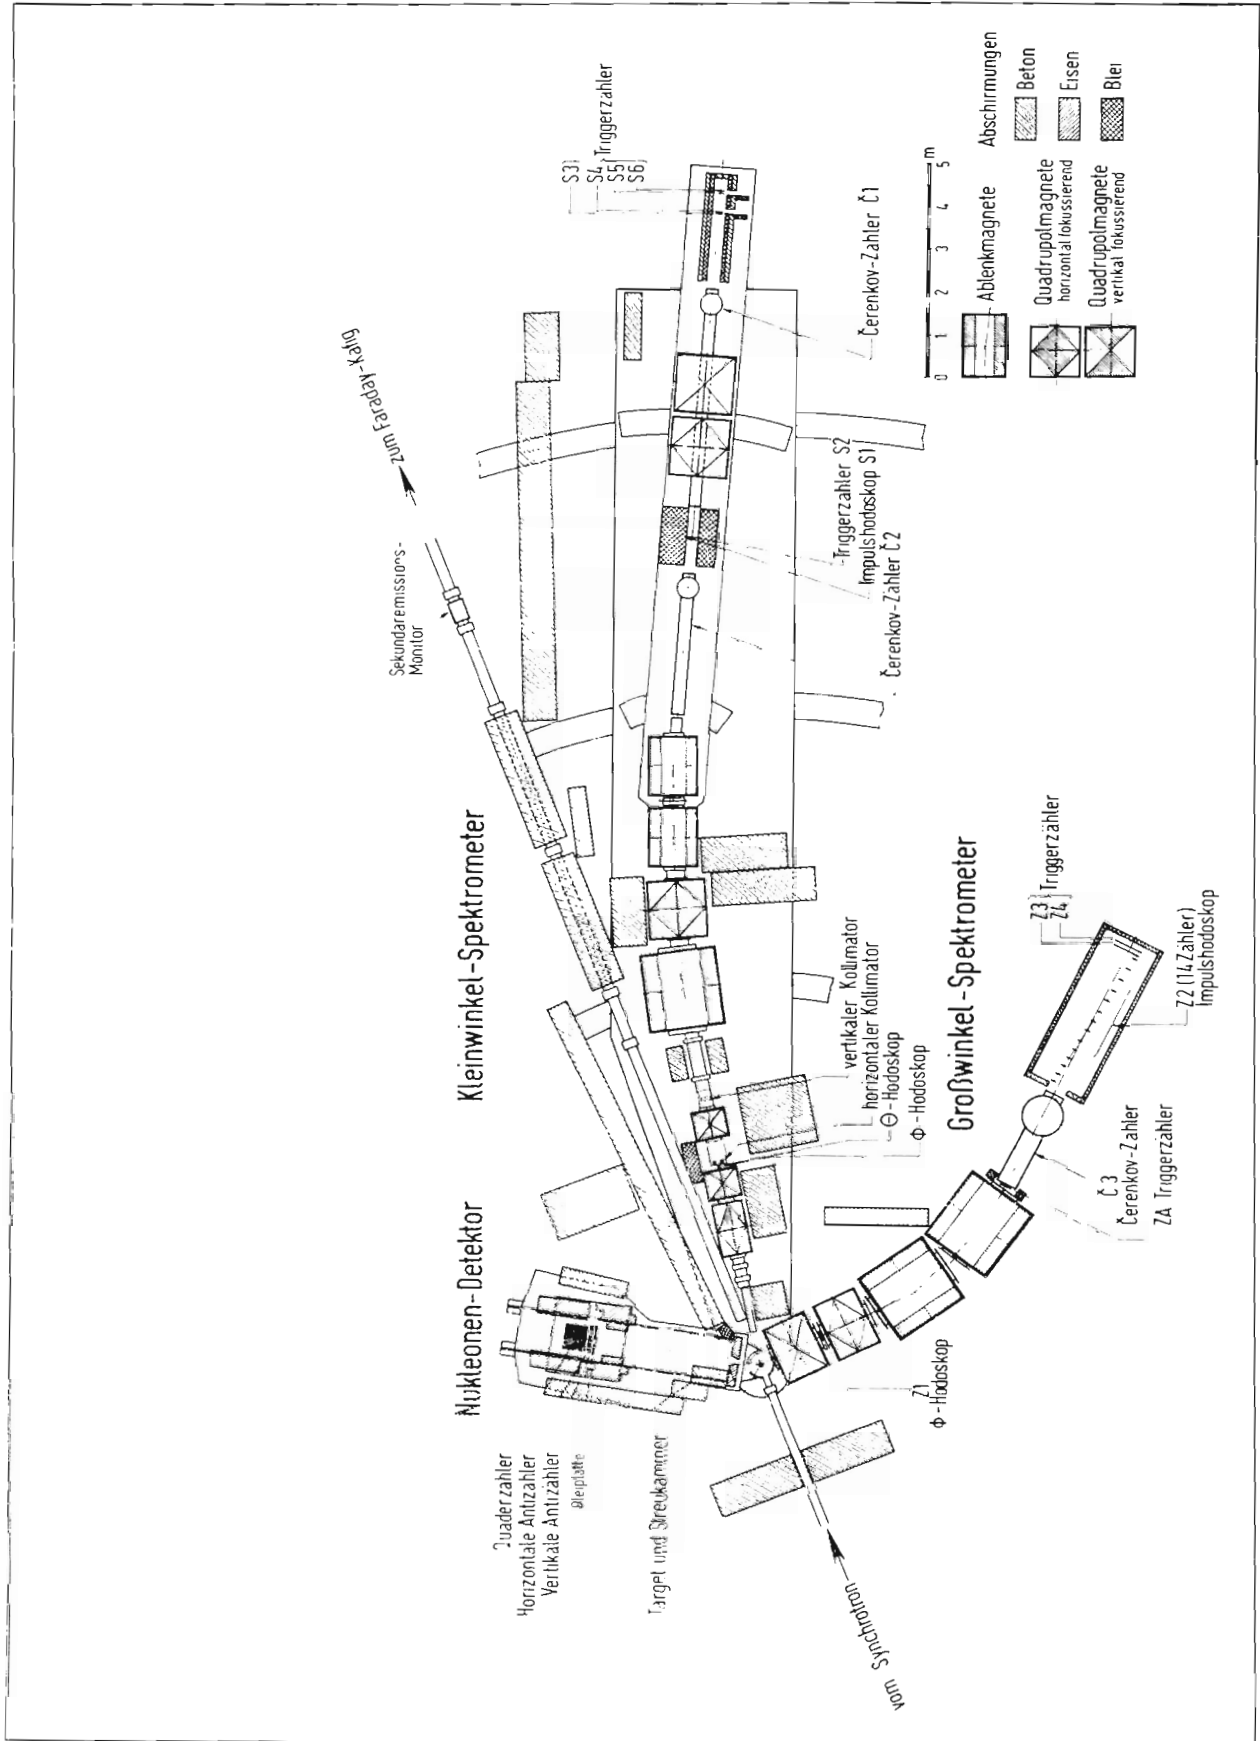 Nukleonen-Detektor
Kleinwinkel-Spektrometer
Großwinkel-Spektrometer
vom Synchrotron
zum Faraday-Käfig
Sekundaremissions-
Monitor
Quaderzähler
Horizontale Antizähler
Vertikale Antizähler
Bleiplatte
Target und Streukammer
S3
S4
S5
S6
Triggerzähler
Čerenkov-Zähler Č1
Triggerzähler S2
Impulshodoskop S1
Čerenkov-Zähler Č2
vertikaler Kollimator
horizontaler Kollimator
Θ-Hodoskop
Φ-Hodoskop
Z1
Φ-Hodoskop
Č3
Čerenkov-Zähler
ZA Triggerzähler
Z3
Z4
Triggerzähler
Z2 (14 Zähler)
Impulshodoskop
0 1 2 3 4 5 m
Ablenkmagnete
Quadrupolmagnete
horizontal fokussierend
Quadrupolmagnete
vertikal fokussierend
Abschirmungen
Beton
Eisen
Blei